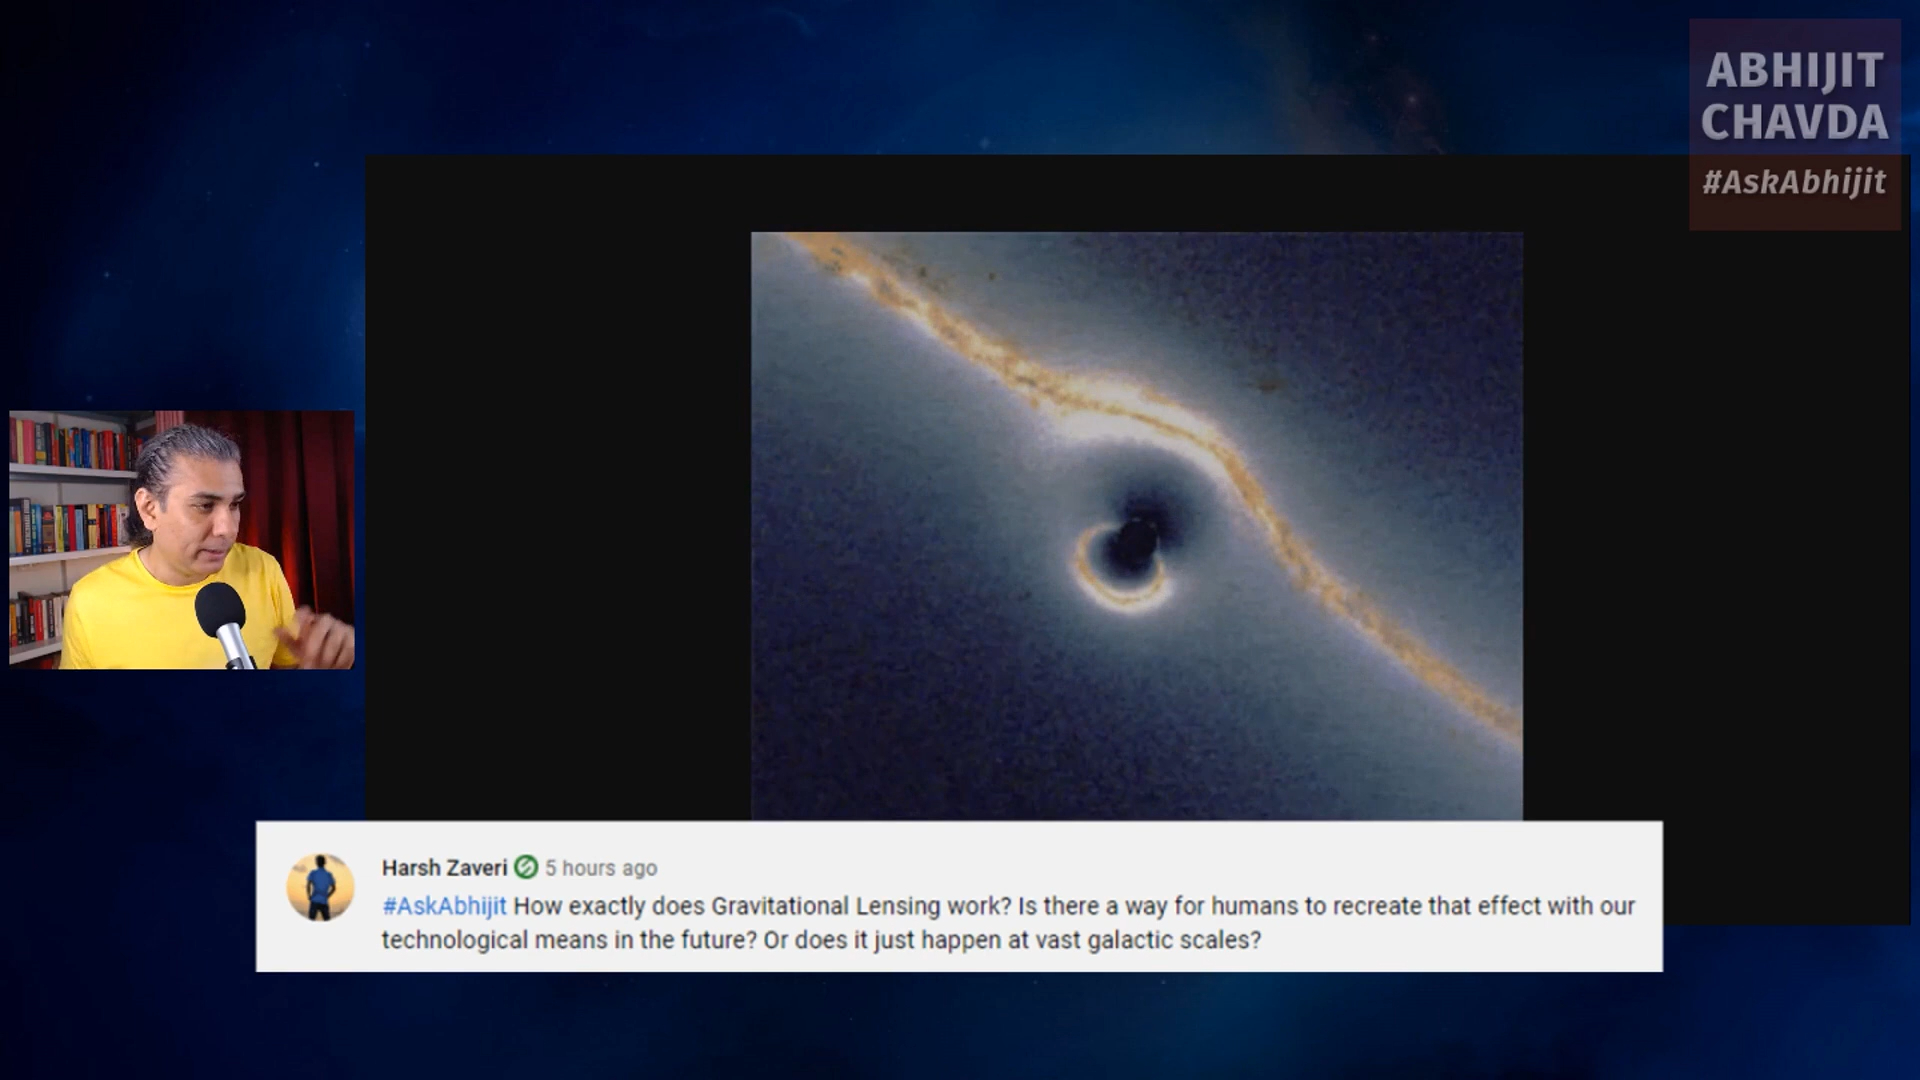 ABHIJIT
CHAVDA
#AskAbhijit
Harsh Zaveri 5 hours ago
#AskAbhijit How exactly does Gravitational Lensing work? Is there a way for humans to recreate that effect with our
technological means in the future? Or does it just happen at vast galactic scales?